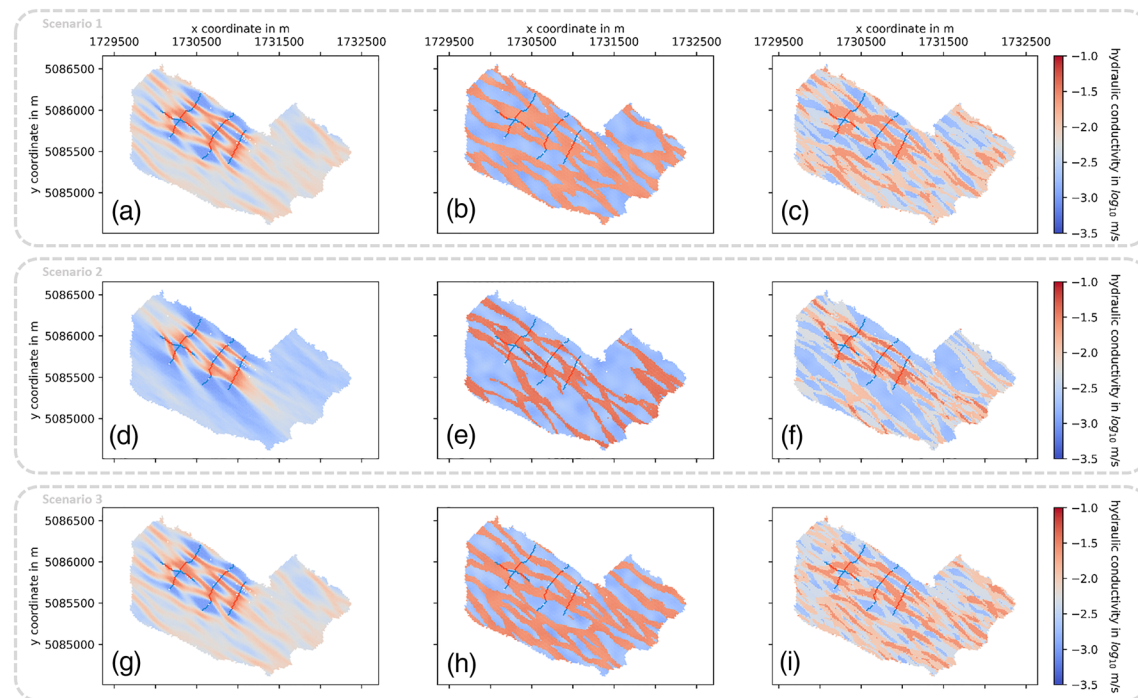 Scenario 1
x coordinate in m x coordinate in m x coordinate in m
1729500 1730500 1731500 1732500 1729500 1730500 1731500 1732500 1729500 1730500 1731500 1732500
y coordinate in m
5086500
5086000
5085500
5085000
(a) (b) (c)
-1.0
-1.5
-2.0
-2.5
-3.0
-3.5
hydraulic conductivity in log10 m/s
Scenario 2
y coordinate in m
5086500
5086000
5085500
5085000
(d) (e) (f)
-1.0
-1.5
-2.0
-2.5
-3.0
-3.5
hydraulic conductivity in log10 m/s
Scenario 3
y coordinate in m
5086500
5086000
5085500
5085000
(g) (h) (i)
-1.0
-1.5
-2.0
-2.5
-3.0
-3.5
hydraulic conductivity in log10 m/s